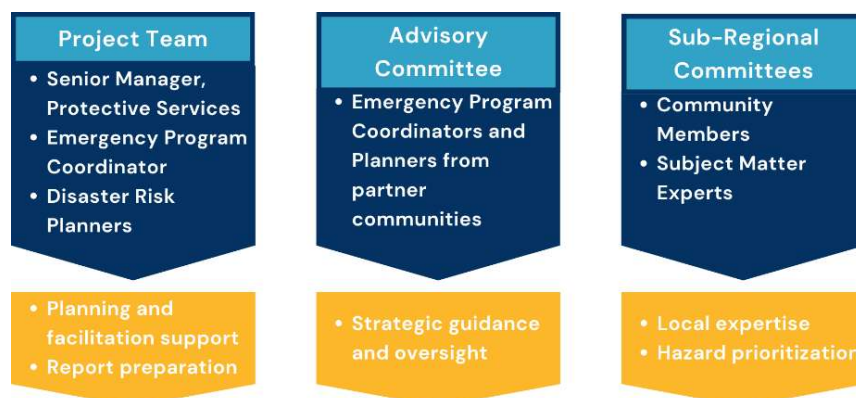 Project Team
• Senior Manager,
Protective Services
• Emergency Program
Coordinator
• Disaster Risk
Planners
• Planning and
facilitation support
• Report preparation
Advisory
Committee
• Emergency Program
Coordinators and
Planners from
partner
communities
• Strategic guidance
and oversight
Sub-Regional
Committees
• Community
Members
• Subject Matter
Experts
• Local expertise
• Hazard prioritization